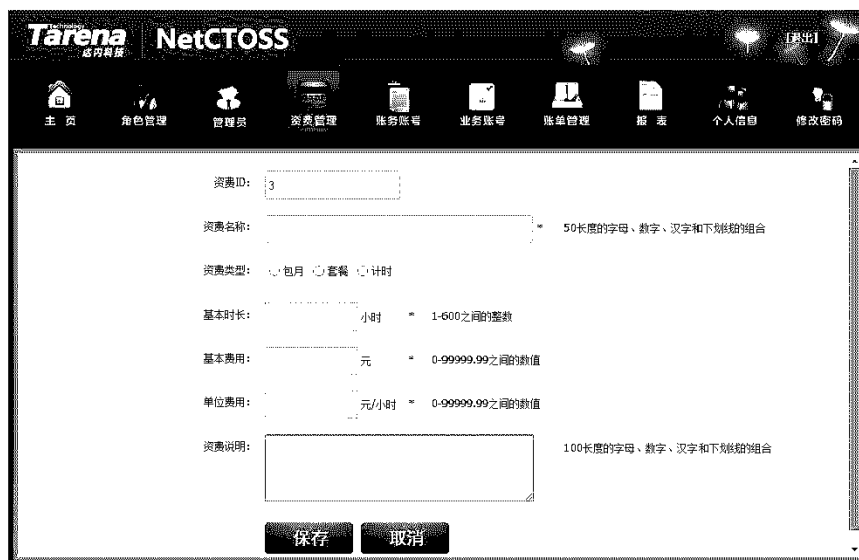 Technology
Tarena
达内科技
NetCTOSS
[退出]
主 页 角色管理 管理员 资费管理 账务账号 业务账号 账单管理 报 表 个人信息 修改密码
资费ID: 3
资费名称: * 50长度的字母、数字、汉字和下划线的组合
资费类型: 包月 套餐 计时
基本时长: 小时 * 1-600之间的整数
基本费用: 元 * 0-99999.99之间的数值
单位费用: 元/小时 * 0-99999.99之间的数值
资费说明: 100长度的字母、数字、汉字和下划线的组合
保存 取消